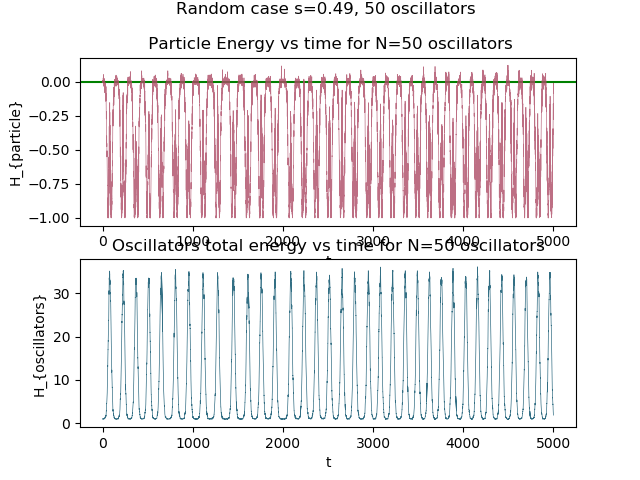 Random case s=0.49, 50 oscillators
Particle Energy vs time for N=50 oscillators
H_{particle}
0.00
−0.25
−0.50
−0.75
−1.00
0 1000 2000 3000 4000 5000
t
Oscillators total energy vs time for N=50 oscillators
H_{oscillators}
30
20
10
0
0 1000 2000 3000 4000 5000
t